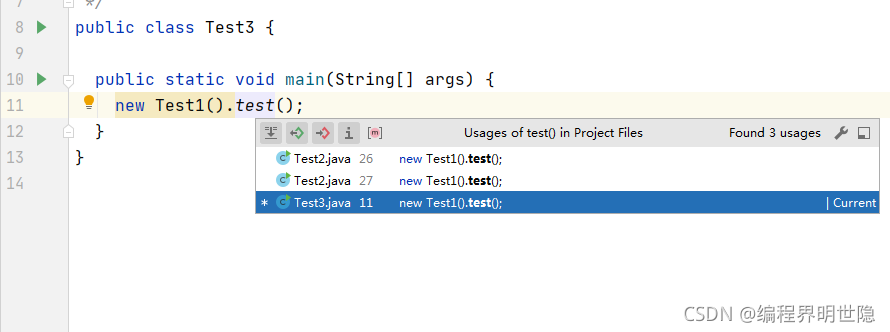 7 */
8 public class Test3 {
9
10 public static void main(String[] args) {
11 new Test1().test();
12 }
13 }
14
Usages of test() in Project Files Found 3 usages
Test2.java 26 new Test1().test();
Test2.java 27 new Test1().test();
* Test3.java 11 new Test1().test(); | Current
CSDN @编程界明世隐